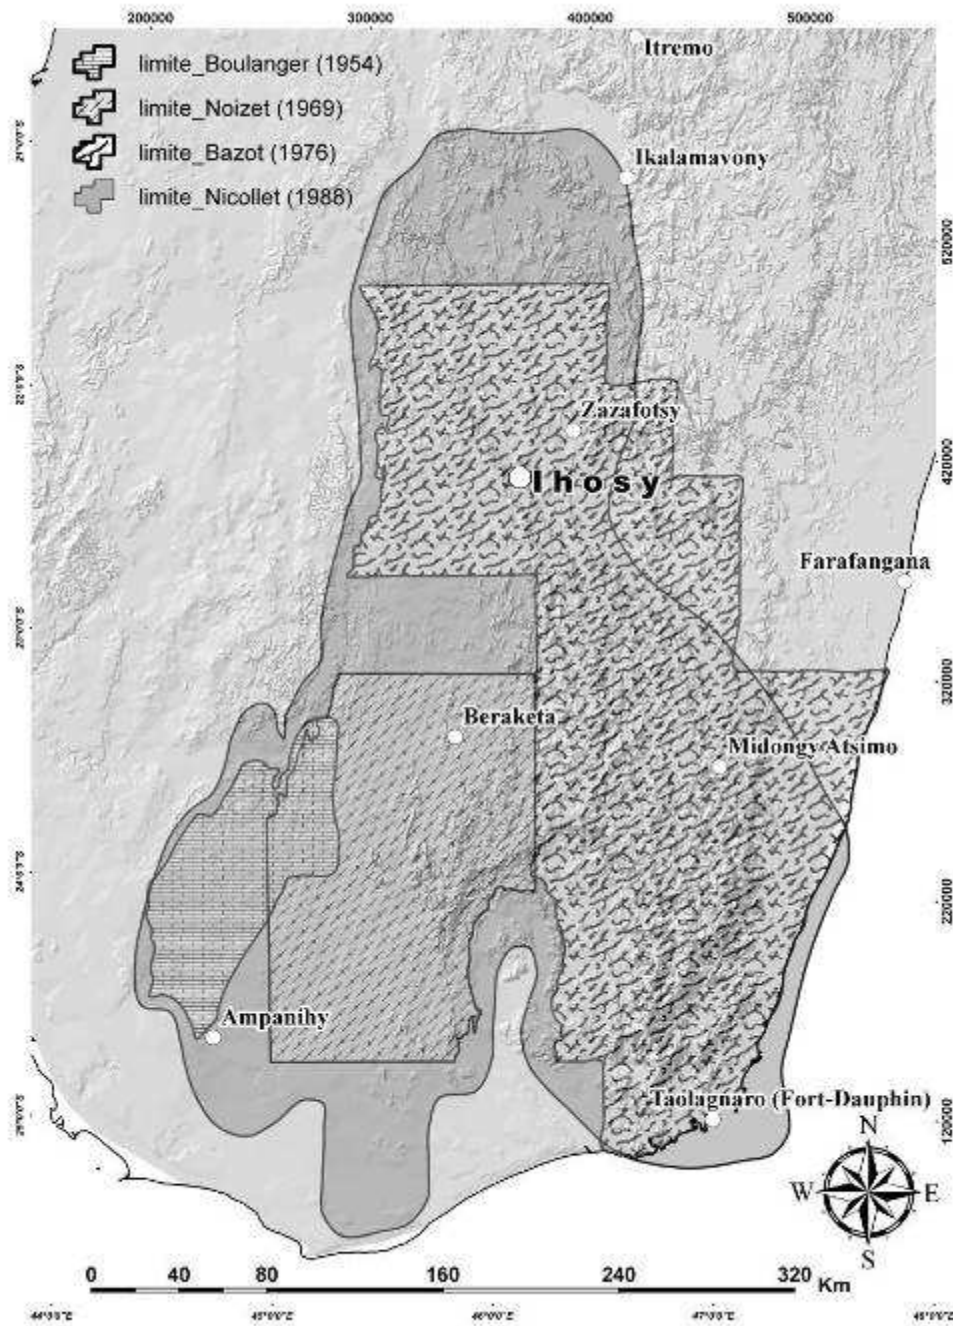 200000 300000 400000 500000
limite_Boulanger (1954)
limite_Noizet (1969)
limite_Bazot (1976)
limite_Nicollet (1988)
Itremo
Ikalamavony
520000
Zazafotsy
Ihosy
420000
Farafangana
320000
Beraketa
Midongy Atsimo
220000
Ampanihy
Taolagnaro (Fort-Dauphin)
120000
N
W E
S
0 40 80 160 240 320
Km